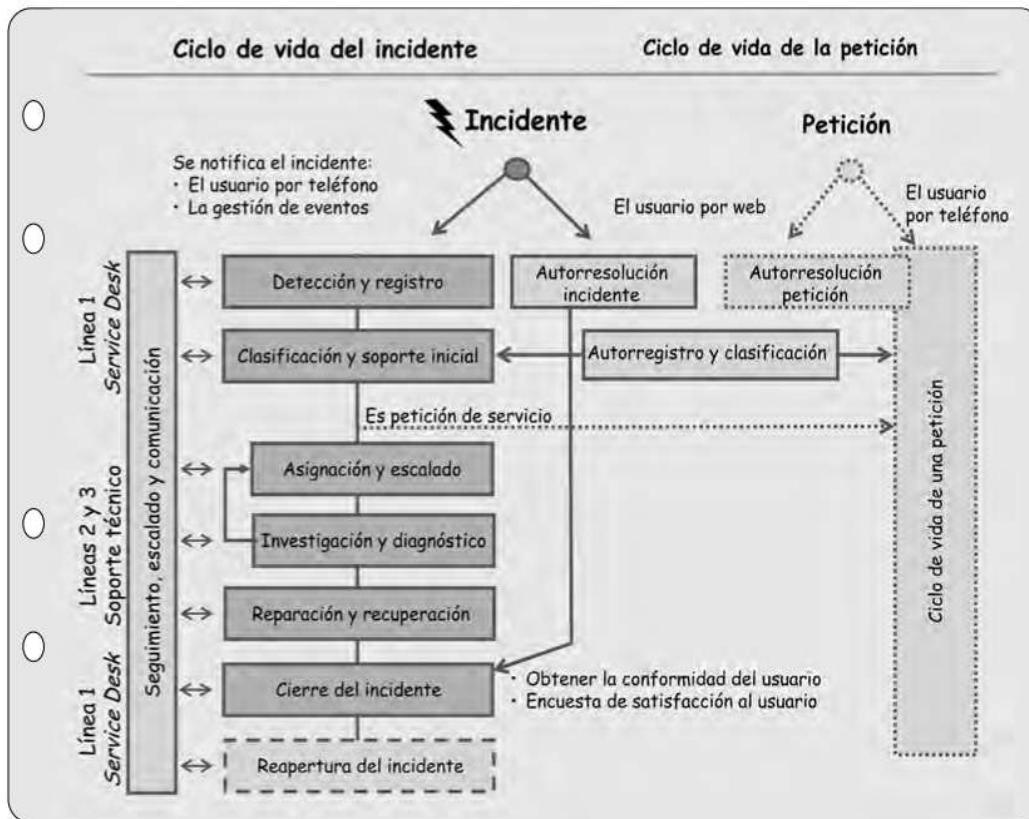 Ciclo de vida del incidente
Ciclo de vida de la petición
Incidente
Petición
Se notifica el incidente:
· El usuario por teléfono
· La gestión de eventos
El usuario por web
El usuario
por teléfono
Línea 1
Service Desk
Líneas 2 y 3
Soporte técnico
Línea 1
Service Desk
Seguimiento, escalado y comunicación
Detección y registro
Autorresolución
incidente
Autorresolución
petición
Clasificación y soporte inicial
Autorregistro y clasificación
Es petición de servicio
Asignación y escalado
Investigación y diagnóstico
Reparación y recuperación
Cierre del incidente
· Obtener la conformidad del usuario
· Encuesta de satisfacción al usuario
Reapertura del incidente
Ciclo de vida de una petición